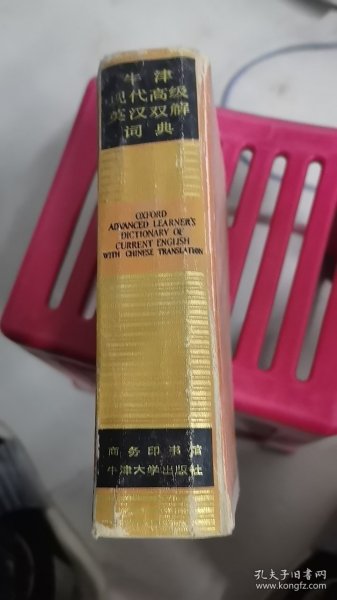 牛津
现代高级
英汉双解
词典
OXFORD
ADVANCED LEARNER'S
DICTIONARY OF
CURRENT ENGLISH
WITH CHINESE TRANSLATION
商务印书馆
牛津大学出版社
孔夫子旧书网
www.kongfz.com